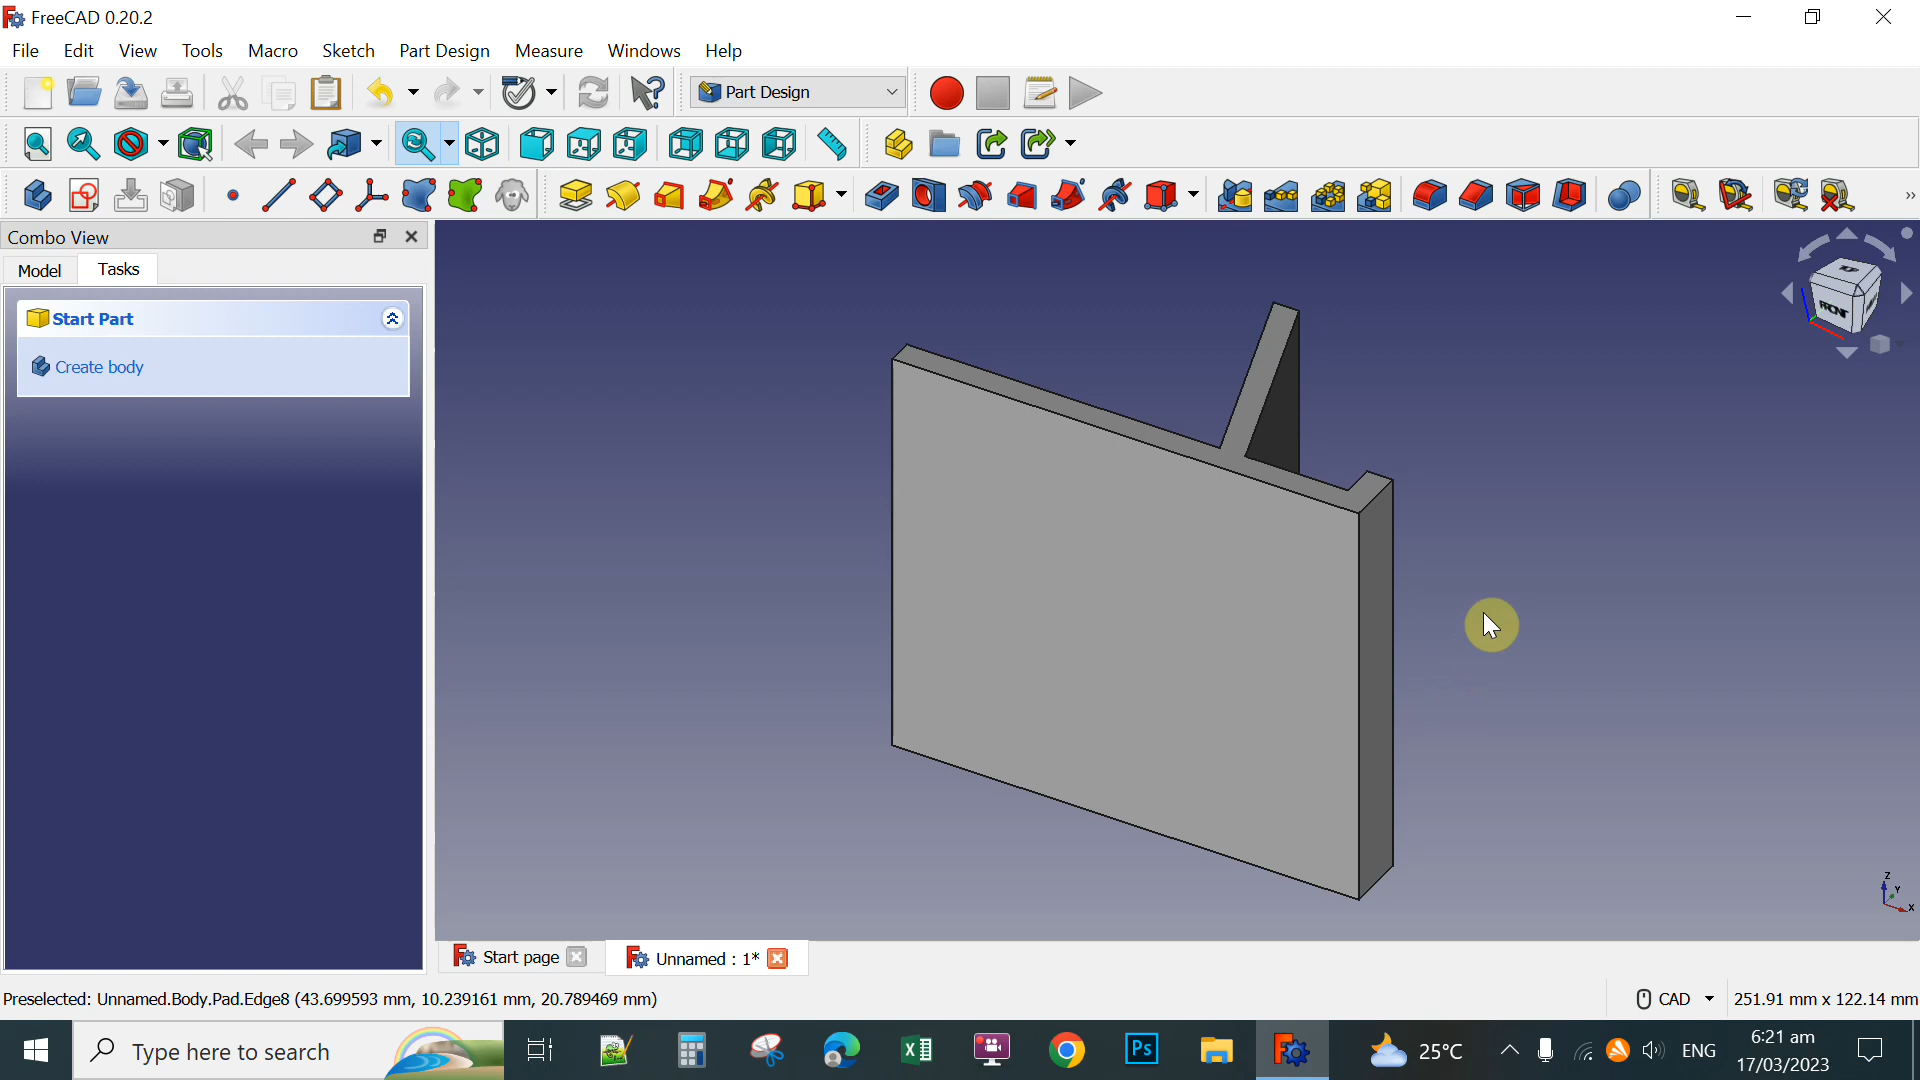 FreeCAD 0.20.2
File Edit View Tools Macro Sketch Part Design Measure Windows Help
Part Design
Combo View
Model Tasks
Start Part
Create body
TOP
FRONT
Z
Y
X
Start page
Unnamed : 1*
Preselected: Unnamed.Body.Pad.Edge8 (43.699593 mm, 10.239161 mm, 20.789469 mm)
CAD
251.91 mm x 122.14 mm
Type here to search
Ps
25°C
ENG
6:21 am
17/03/2023